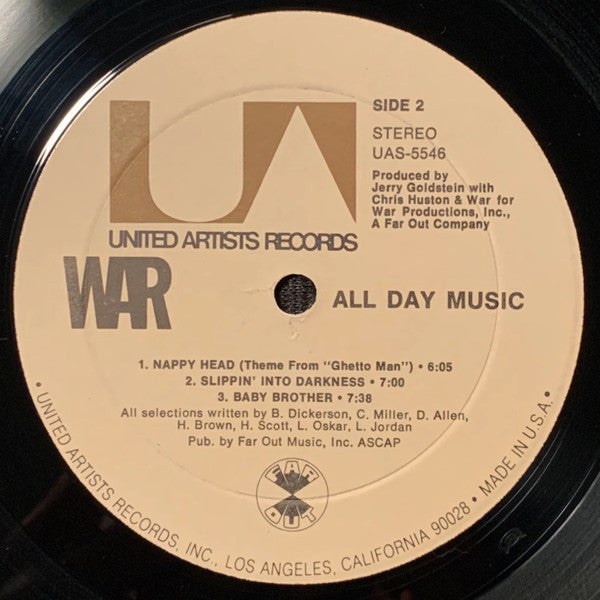 UA
SIDE 2
STEREO
UAS-5546
Produced by
Jerry Goldstein with
Chris Huston & War for
War Productions, Inc.,
A Far Out Company
UNITED ARTISTS RECORDS
WAR
ALL DAY MUSIC
1. NAPPY HEAD (Theme From "Ghetto Man") • 6:05
2. SLIPPIN' INTO DARKNESS • 7:00
3. BABY BROTHER • 7:38
All selections written by B. Dickerson, C. Miller, D. Allen,
H. Brown, H. Scott, L. Oskar, L. Jordan
Pub. by Far Out Music, Inc. ASCAP
FAR
OUT
• UNITED ARTISTS RECORDS, INC., LOS ANGELES, CALIFORNIA 90028 • MADE IN U.S.A. •